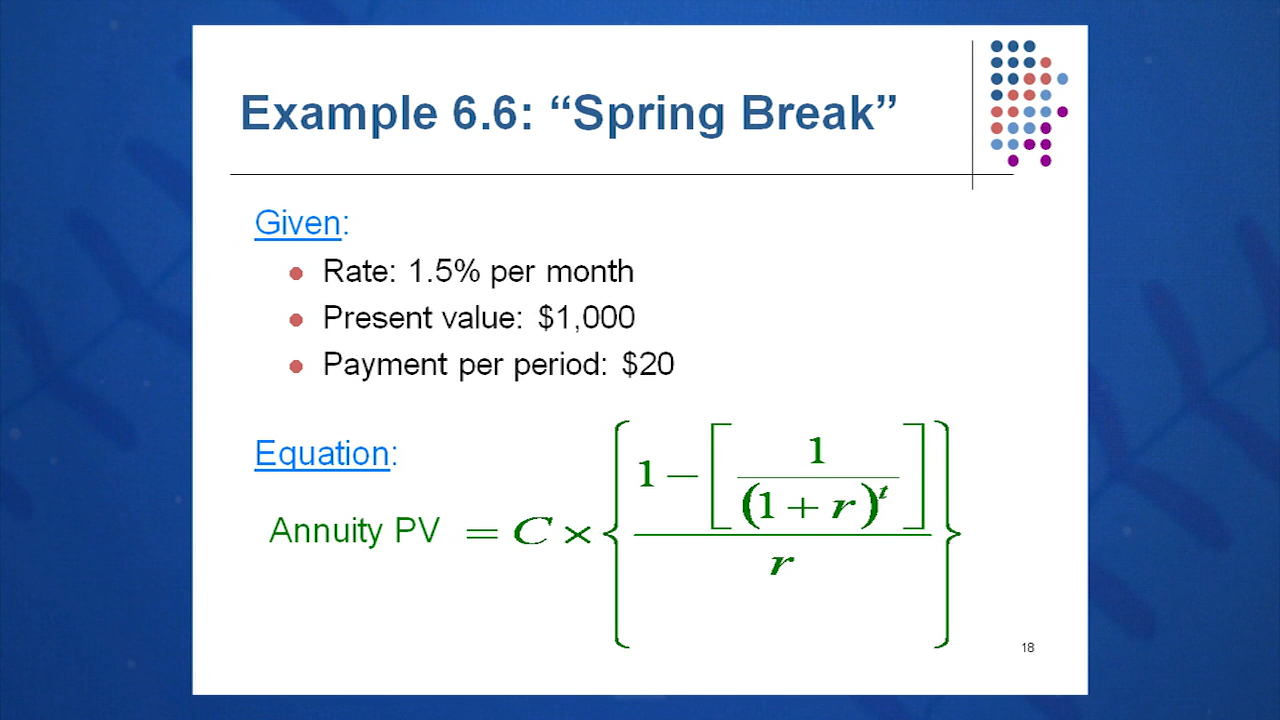 Example 6.6: “Spring Break”
Given:
Rate: 1.5% per month
Present value: $1,000
Payment per period: $20
Equation:
Annuity PV = C × { 1 − [ 1 / (1 + r)^t ] / r }
18